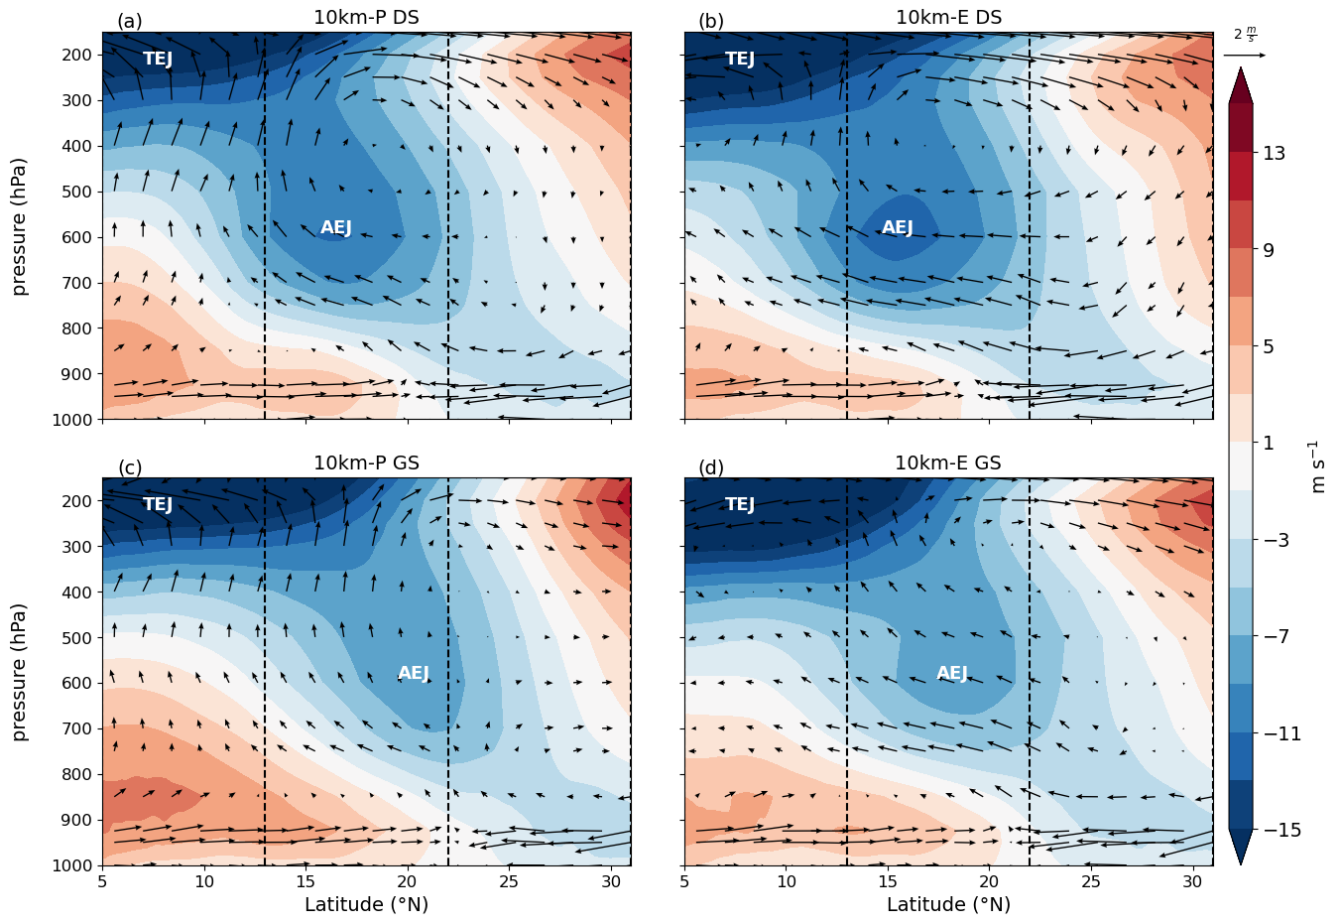 (a) 10km-P DS
(b) 10km-E DS
2 m/s
TEJ
TEJ
AEJ
AEJ
pressure (hPa)
200
300
400
500
600
700
800
900
1000
(c) 10km-P GS
(d) 10km-E GS
TEJ
TEJ
AEJ
AEJ
pressure (hPa)
200
300
400
500
600
700
800
900
1000
5 10 15 20 25 30
5 10 15 20 25 30
Latitude (°N)
Latitude (°N)
13
9
5
1
−3
−7
−11
−15
m s⁻¹